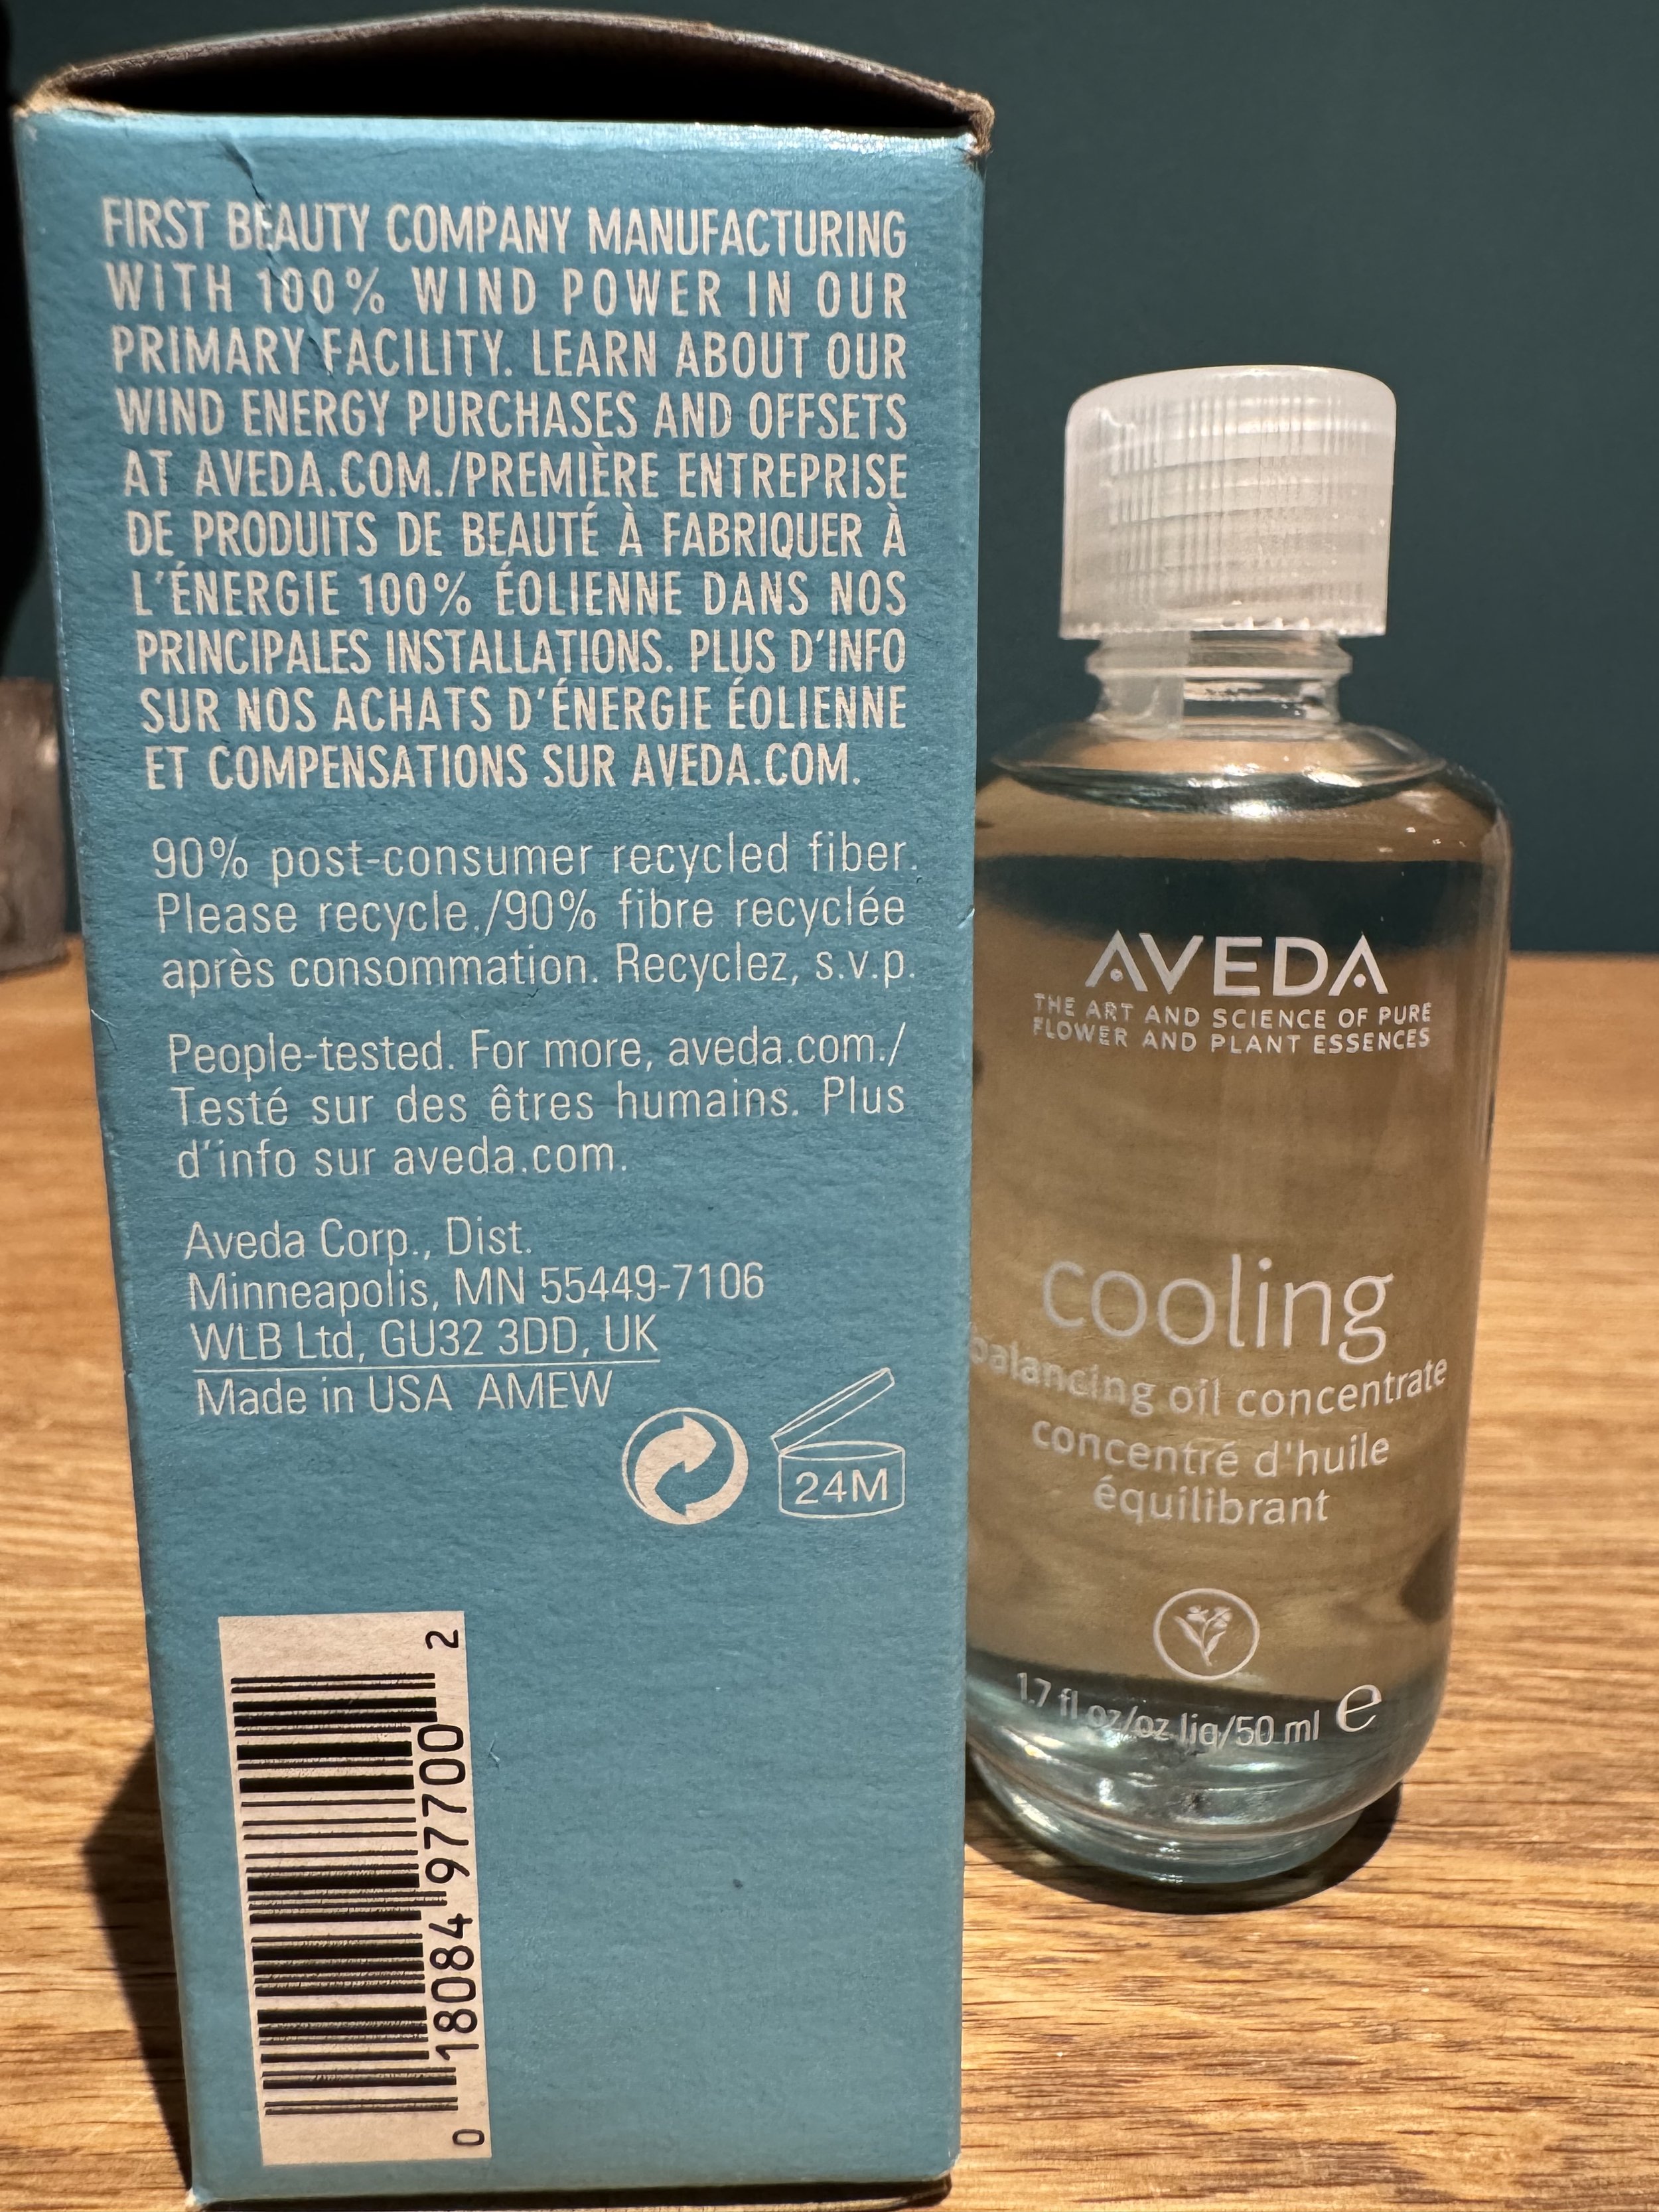 FIRST BEAUTY COMPANY MANUFACTURING
WITH 100% WIND POWER IN OUR
PRIMARY FACILITY. LEARN ABOUT OUR
WIND ENERGY PURCHASES AND OFFSETS
AT AVEDA.COM./PREMIÈRE ENTREPRISE
DE PRODUITS DE BEAUTÉ À FABRIQUER À
L'ÉNERGIE 100% ÉOLIENNE DANS NOS
PRINCIPALES INSTALLATIONS. PLUS D'INFO
SUR NOS ACHATS D'ÉNERGIE ÉOLIENNE
ET COMPENSATIONS SUR AVEDA.COM.
90% post-consumer recycled fiber.
Please recycle./90% fibre recyclée
après consommation. Recyclez, s.v.p.
People-tested. For more, aveda.com./
Testé sur des êtres humains. Plus
d'info sur aveda.com.
Aveda Corp., Dist.
Minneapolis, MN 55449-7106
WLB Ltd, GU32 3DD, UK
Made in USA AMEW
24M
0 18084 97700 2
AVEDA
THE ART AND SCIENCE OF PURE
FLOWER AND PLANT ESSENCES
cooling
balancing oil concentrate
concentré d'huile
équilibrant
1.7 fl oz/oz liq/50 ml e